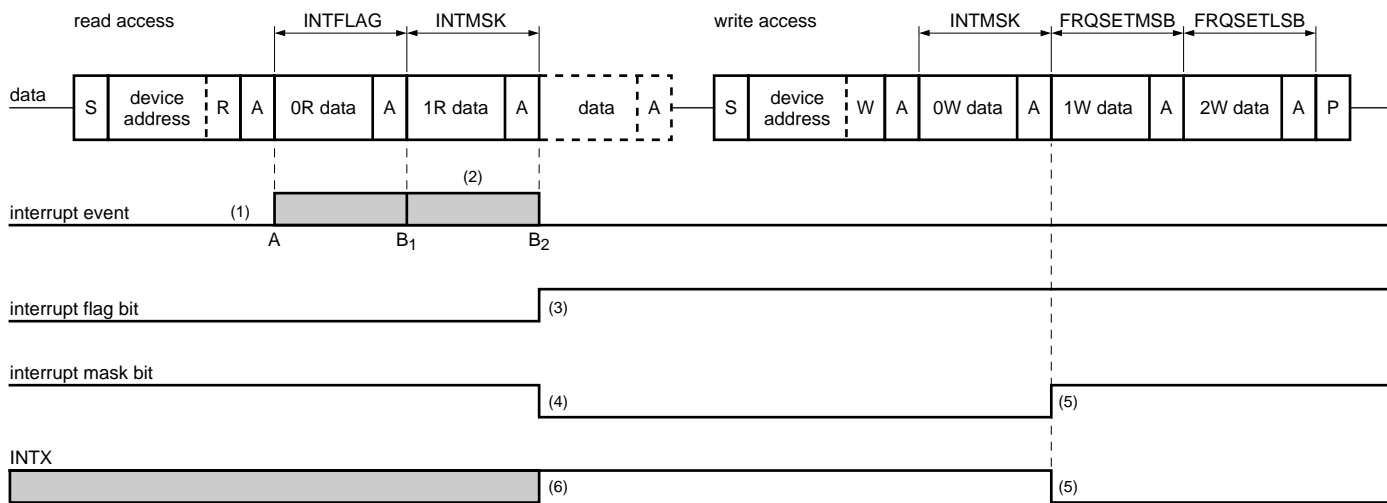 read access
INTFLAG
INTMSK
write access
INTMSK
FRQSETMSB
FRQSETLSB
data
S
device address
R
A
0R data
A
1R data
A
data
A
S
device address
W
A
0W data
A
1W data
A
2W data
A
P
(2)
interrupt event
(1)
A
B1
B2
interrupt flag bit
(3)
interrupt mask bit
(4)
(5)
INTX
(6)
(5)